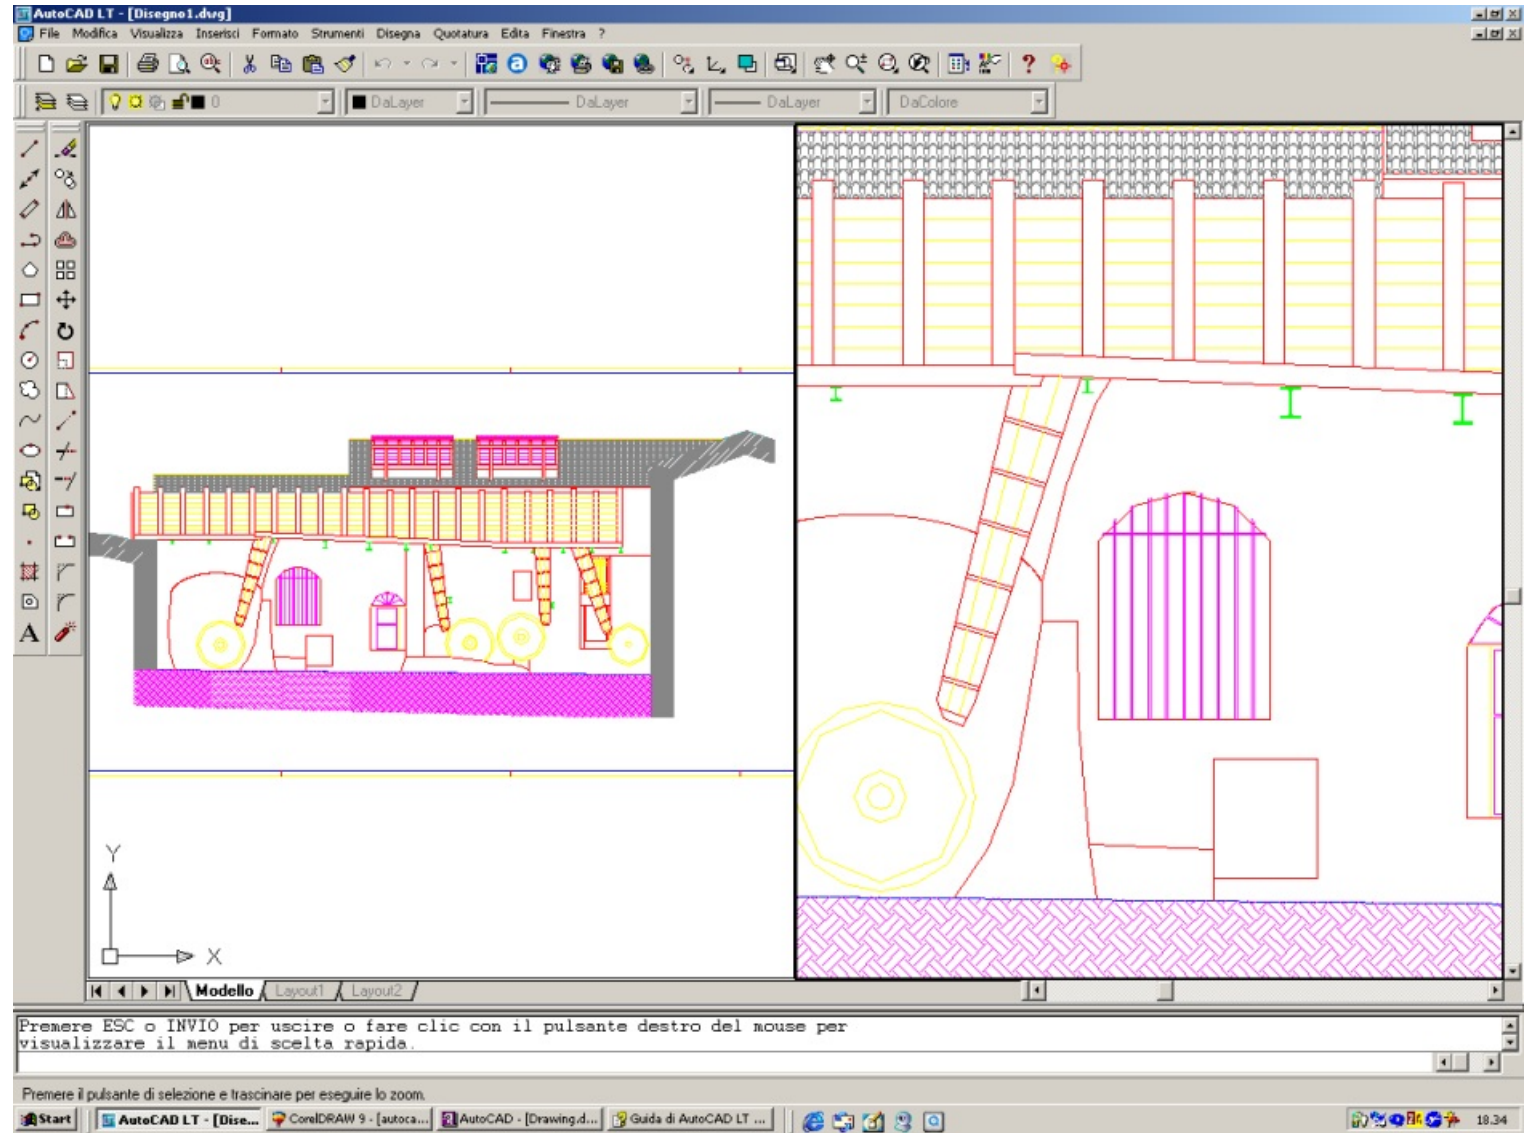 AutoCAD LT - [Disegno1.dwg]
File Modifica Visualizza Inserisci Formato Strumenti Disegna Quotatura Edita Finestra ?
0 DaLayer DaLayer DaLayer DaColore
A
Y
X
Modello Layout1 Layout2
Premere ESC o INVIO per uscire o fare clic con il pulsante destro del mouse per
visualizzare il menu di scelta rapida.
Premere il pulsante di selezione e trascinare per eseguire lo zoom.
Start AutoCAD LT - [Dise... CorelDRAW 9 - [autoca... AutoCAD - [Drawing.d... Guida di AutoCAD LT ... 18.34